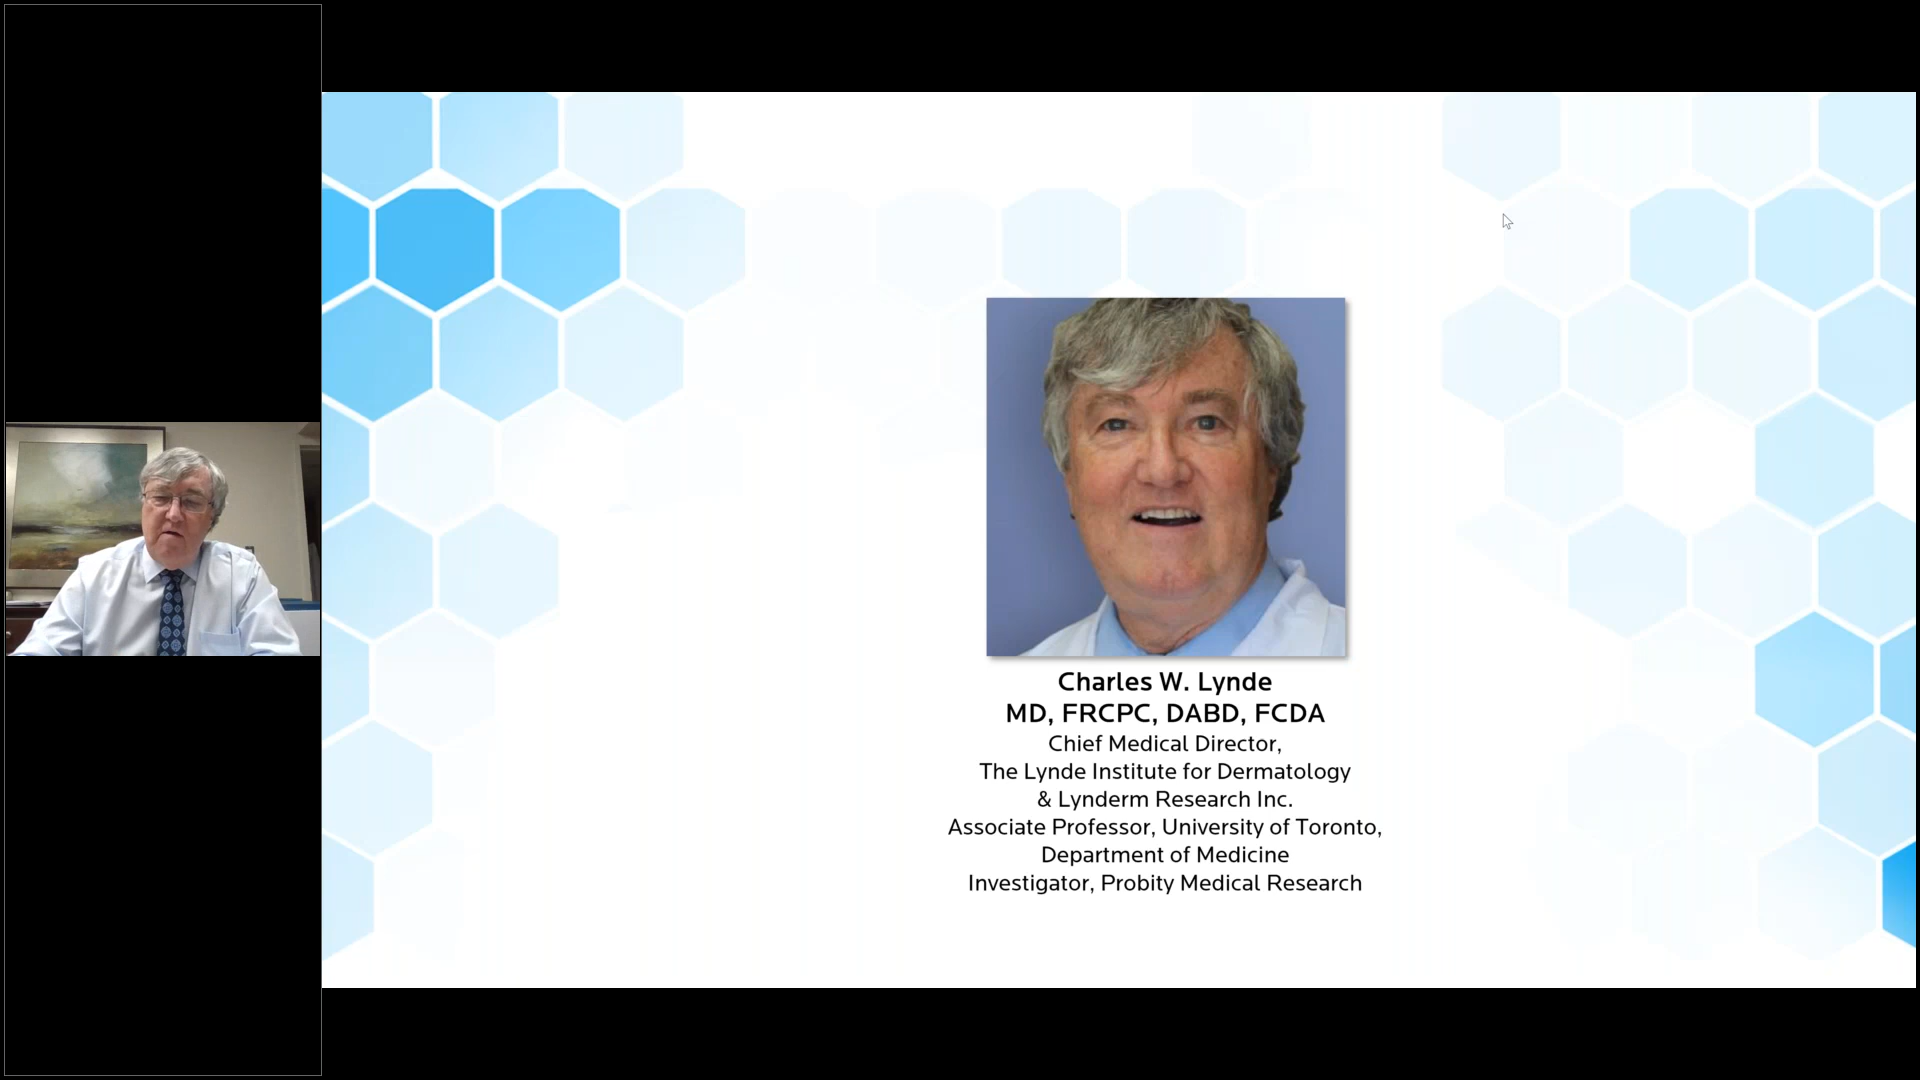 Charles W. Lynde
MD, FRCPC, DABD, FCDA
Chief Medical Director,
The Lynde Institute for Dermatology
& Lynderm Research Inc.
Associate Professor, University of Toronto,
Department of Medicine
Investigator, Probity Medical Research